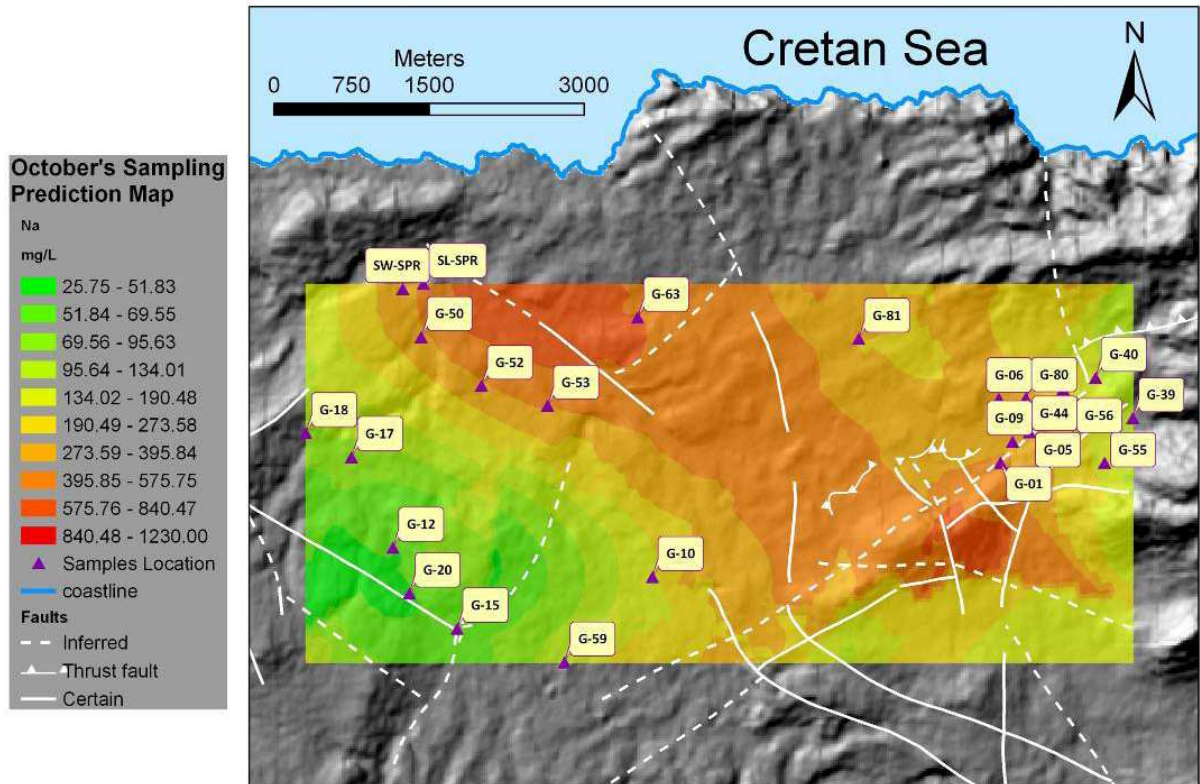 Cretan Sea
N
Meters
0 750 1500 3000
October's Sampling
Prediction Map
Na
mg/L
25.75 - 51.83
51.84 - 69.55
69.56 - 95.63
95.64 - 134.01
134.02 - 190.48
190.49 - 273.58
273.59 - 395.84
395.85 - 575.75
575.76 - 840.47
840.48 - 1230.00
Samples Location
coastline
Faults
Inferred
Thrust fault
Certain
SW-SPR
SL-SPR
G-63
G-50
G-81
G-52
G-53
G-40
G-06
G-80
G-39
G-18
G-17
G-09
G-44
G-56
G-05
G-55
G-01
G-12
G-10
G-20
G-15
G-59